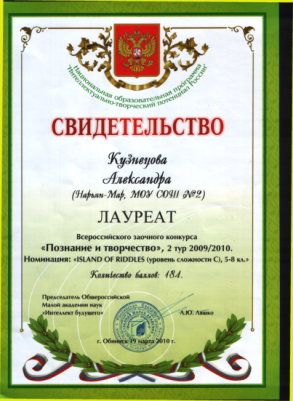 Национальная образовательная программа
"Интеллектуально-творческий потенциал России"
СВИДЕТЕЛЬСТВО
Кузнецова
Александра
(Нарьян-Мар, МОУ СОШ №2)
ЛАУРЕАТ
Всероссийского заочного конкурса
«Познание и творчество», 2 тур 2009/2010.
Номинация: «ISLAND OF RIDDLES (уровень сложности С), 5-8 кл.»
Количество баллов: 181.
Председатель Общероссийской
Малой академии наук
«Интеллект будущего»
Л.Ю. Ляшко
г. Обнинск 19 марта 2010 г.